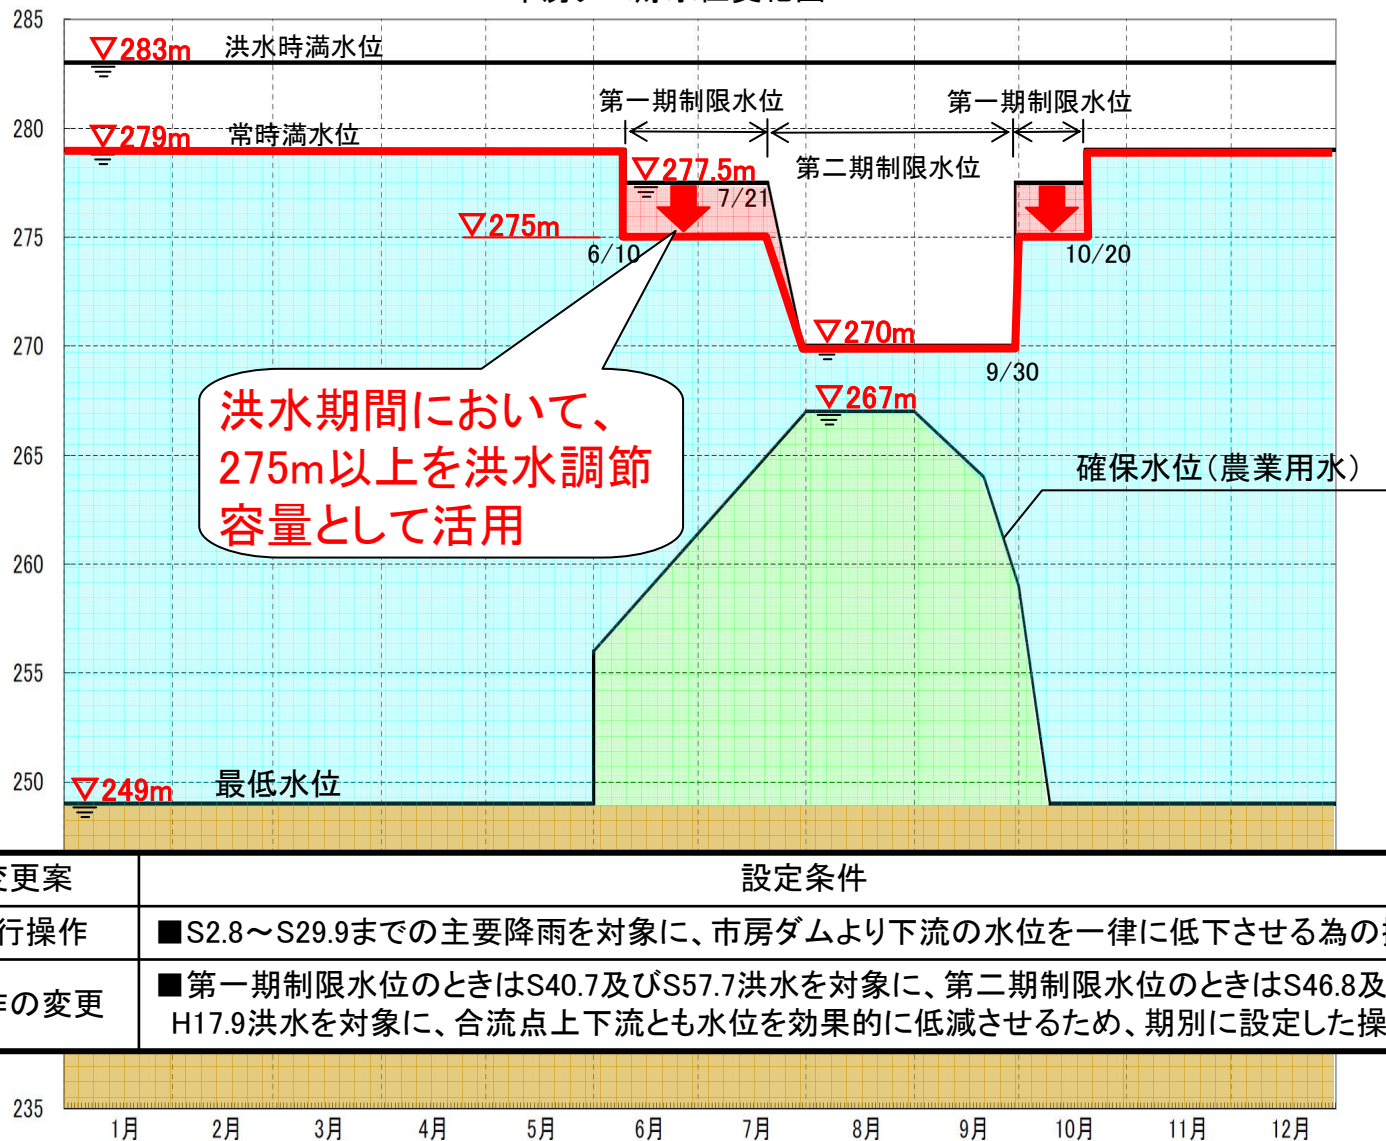 285
▽283m 洪水時満水位
第一期制限水位
第一期制限水位
280
▽279m 常時満水位
▽277.5m
第二期制限水位
7/21
275
▽275m
6/10
10/20
270
▽270m
9/30
▽267m
洪水期間において、
275m以上を洪水調節
容量として活用
265
確保水位(農業用水)
260
255
250
▽249m 最低水位
変更案 設定条件
行操作 ■S2.8～S29.9までの主要降雨を対象に、市房ダムより下流の水位を一律に低下させる為の
作の変更 ■第一期制限水位のときはS40.7及びS57.7洪水を対象に、第二期制限水位のときはS46.8及
H17.9洪水を対象に、合流点上下流とも水位を効果的に低減させるため、期別に設定した操
235
1月 2月 3月 4月 5月 6月 7月 8月 9月 10月 11月 12月